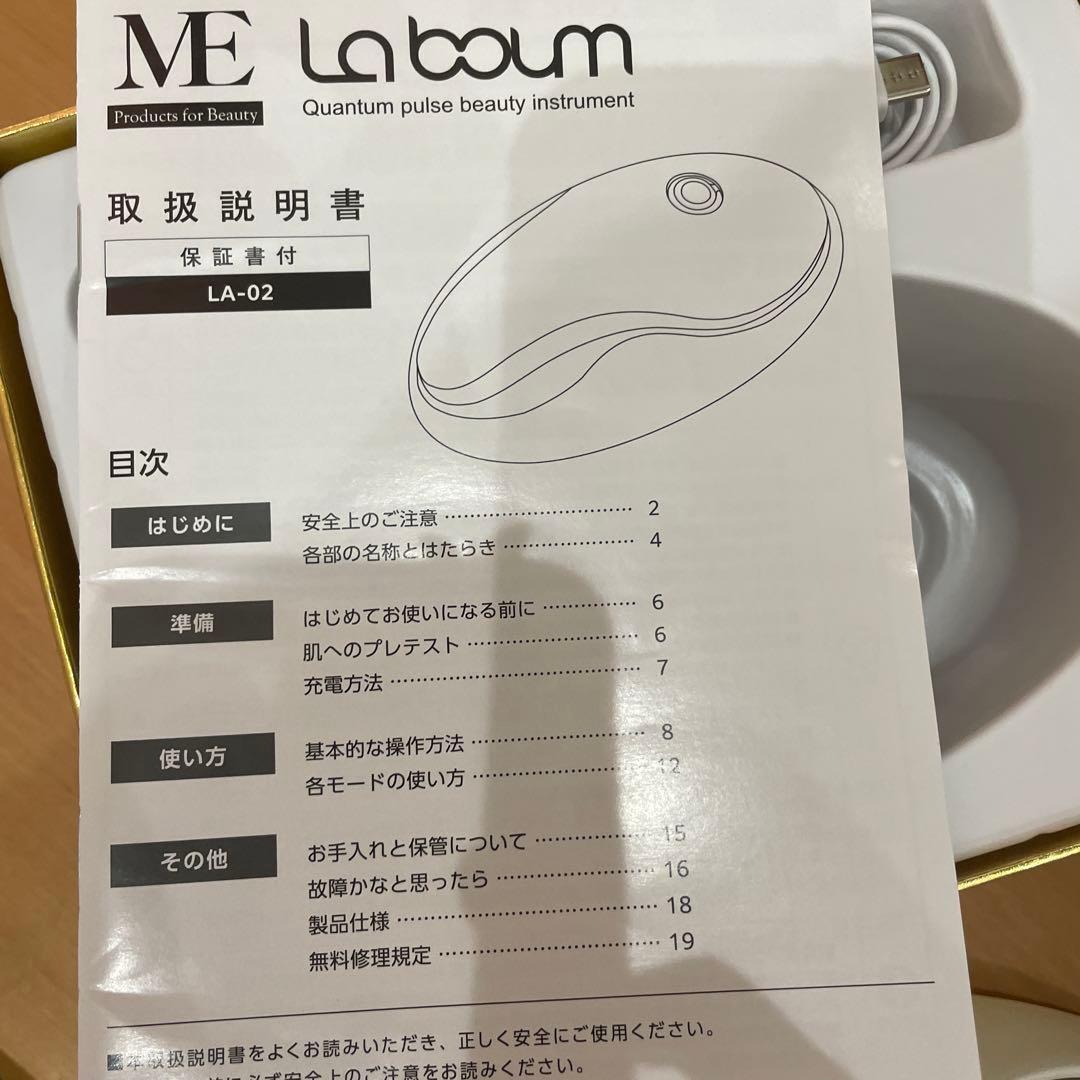 ME
Products for Beauty
La boum
Quantum pulse beauty instrument
取扱説明書
保証書付
LA-02
目次
はじめに
安全上のご注意 2
各部の名称とはたらき 4
準備
はじめてお使いになる前に 6
肌へのプレテスト 6
充電方法 7
使い方
基本的な操作方法 8
各モードの使い方 12
その他
お手入れと保管について 15
故障かなと思ったら 16
製品仕様 18
無料修理規定 19
本取扱説明書をよくお読みいただき、正しく安全にご使用ください。
前に必ず安全上のご注意をお読みください。